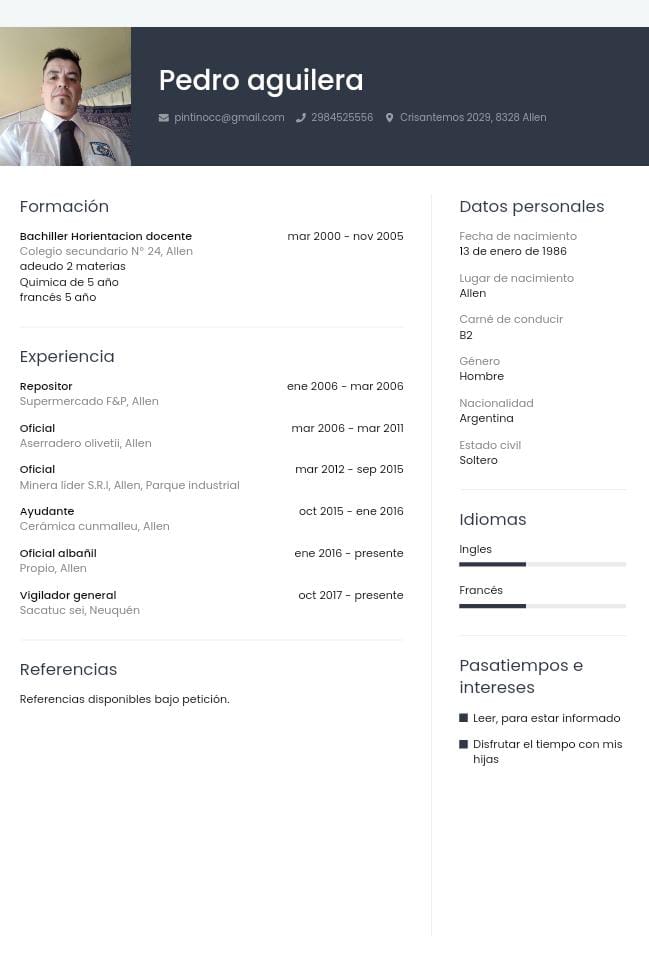 Pedro aguilera
pintinocc@gmail.com 2984525556 Crisantemos 2029, 8328 Allen
Formación
Bachiller Horientacion docente mar 2000 - nov 2005
Colegio secundario N° 24, Allen
adeudo 2 materias
Quimica de 5 año
francés 5 año
Experiencia
Repositor ene 2006 - mar 2006
Supermercado F&P, Allen
Oficial mar 2006 - mar 2011
Aserradero olivetii, Allen
Oficial mar 2012 - sep 2015
Minera líder S.R.l, Allen, Parque industrial
Ayudante oct 2015 - ene 2016
Cerámica cunmalleu, Allen
Oficial albañil ene 2016 - presente
Propio, Allen
Vigilador general oct 2017 - presente
Sacatuc sei, Neuquén
Referencias
Referencias disponibles bajo petición.
Datos personales
Fecha de nacimiento
13 de enero de 1986
Lugar de nacimiento
Allen
Carné de conducir
B2
Género
Hombre
Nacionalidad
Argentina
Estado civil
Soltero
Idiomas
Ingles
Francés
Pasatiempos e
intereses
Leer, para estar informado
Disfrutar el tiempo con mis
hijas